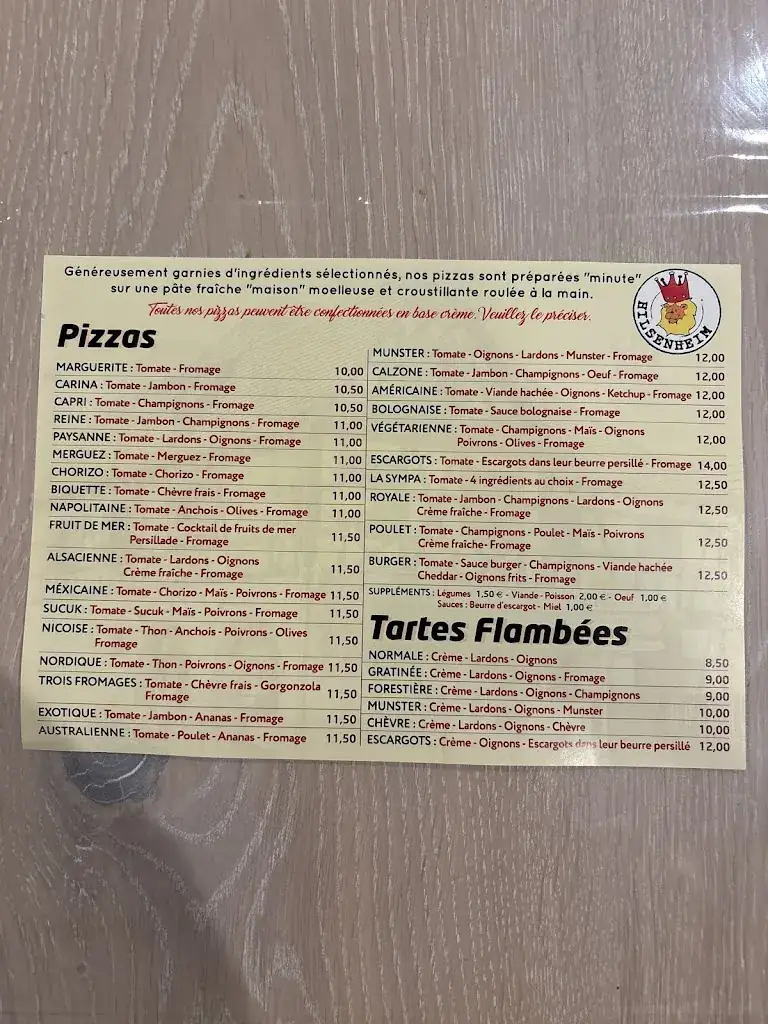 Généreusement garnies d'ingrédients sélectionnés, nos pizzas sont préparées "minute"
sur une pâte fraîche "maison" moelleuse et croustillante roulée à la main.
Toutes nos pizzas peuvent être confectionnées en base crème. Veuillez le préciser.
HILSENHEIM
Pizzas
MARGUERITE : Tomate - Fromage 10,00
CARINA : Tomate - Jambon - Fromage 10,50
CAPRI : Tomate - Champignons - Fromage 10,50
REINE : Tomate - Jambon - Champignons - Fromage 11,00
PAYSANNE : Tomate - Lardons - Oignons - Fromage 11,00
MERGUEZ : Tomate - Merguez - Fromage 11,00
CHORIZO : Tomate - Chorizo - Fromage 11,00
BIQUETTE : Tomate - Chèvre frais - Fromage 11,00
NAPOLITAINE : Tomate - Anchois - Olives - Fromage 11,00
FRUIT DE MER : Tomate - Cocktail de fruits de mer
Persillade - Fromage 11,50
ALSACIENNE : Tomate - Lardons - Oignons
Crème fraîche - Fromage 11,50
MÉXICAINE : Tomate - Chorizo - Maïs - Poivrons - Fromage 11,50
SUCUK : Tomate - Sucuk - Maïs - Poivrons - Fromage 11,50
NICOISE : Tomate - Thon - Anchois - Poivrons - Olives
Fromage 11,50
NORDIQUE : Tomate - Thon - Poivrons - Oignons - Fromage 11,50
TROIS FROMAGES : Tomate - Chèvre frais - Gorgonzola
Fromage 11,50
EXOTIQUE : Tomate - Jambon - Ananas - Fromage 11,50
AUSTRALIENNE : Tomate - Poulet - Ananas - Fromage 11,50
MUNSTER : Tomate - Oignons - Lardons - Munster - Fromage 12,00
CALZONE : Tomate - Jambon - Champignons - Oeuf - Fromage 12,00
AMÉRICAINE : Tomate - Viande hachée - Oignons - Ketchup - Fromage 12,00
BOLOGNAISE : Tomate - Sauce bolognaise - Fromage 12,00
VÉGÉTARIENNE : Tomate - Champignons - Maïs - Oignons
Poivrons - Olives - Fromage 12,00
ESCARGOTS : Tomate - Escargots dans leur beurre persillé - Fromage 14,00
LA SYMPA : Tomate - 4 ingrédients au choix - Fromage 12,50
ROYALE : Tomate - Jambon - Champignons - Lardons - Oignons
Crème fraîche - Fromage 12,50
POULET : Tomate - Champignons - Poulet - Maïs - Poivrons
Crème fraîche- Fromage 12,50
BURGER : Tomate - Sauce burger - Champignons - Viande hachée
Cheddar - Oignons frits - Fromage 12,50
SUPPLÉMENTS : Légumes 1,50 € - Viande - Poisson 2,00 € - Oeuf 1,00 €
Sauces : Beurre d'escargot - Miel 1,00 €
Tartes Flambées
NORMALE : Crème - Lardons - Oignons 8,50
GRATINÉE : Crème - Lardons - Oignons - Fromage 9,00
FORESTIÈRE : Crème - Lardons - Oignons - Champignons 9,00
MUNSTER : Crème - Lardons - Oignons - Munster 10,00
CHÈVRE : Crème - Lardons - Oignons - Chèvre 10,00
ESCARGOTS : Crème - Oignons - Escargots dans leur beurre persillé 12,00